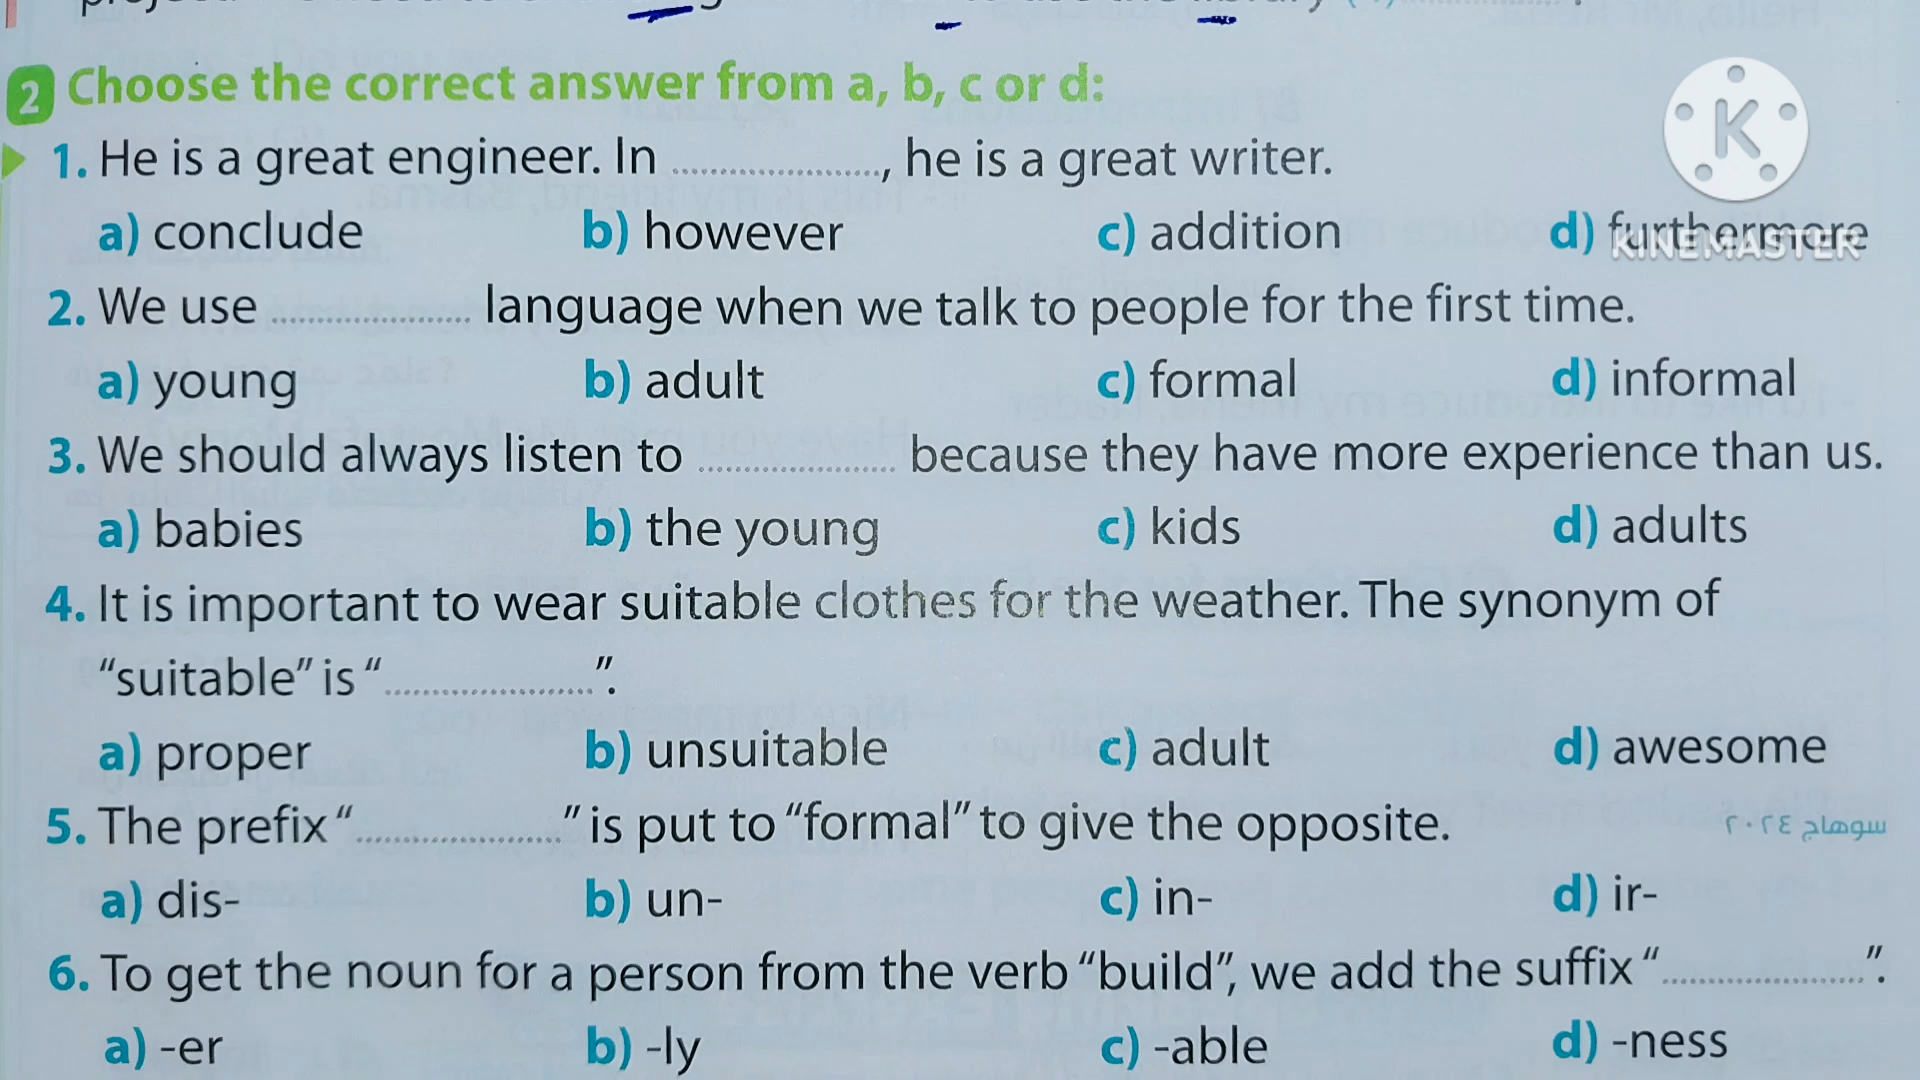 2 Choose the correct answer from a, b, c or d:
1. He is a great engineer. In ...................., he is a great writer.
a) conclude b) however c) addition d) furthermore
KINEMASTER
2. We use .................... language when we talk to people for the first time.
a) young b) adult c) formal d) informal
3. We should always listen to .................... because they have more experience than us.
a) babies b) the young c) kids d) adults
4. It is important to wear suitable clothes for the weather. The synonym of
“suitable” is “....................”.
a) proper b) unsuitable c) adult d) awesome
5. The prefix “....................” is put to “formal” to give the opposite. سوهاج ٢٠٢٤
a) dis- b) un- c) in- d) ir-
6. To get the noun for a person from the verb “build”, we add the suffix “....................”.
a) -er b) -ly c) -able d) -ness